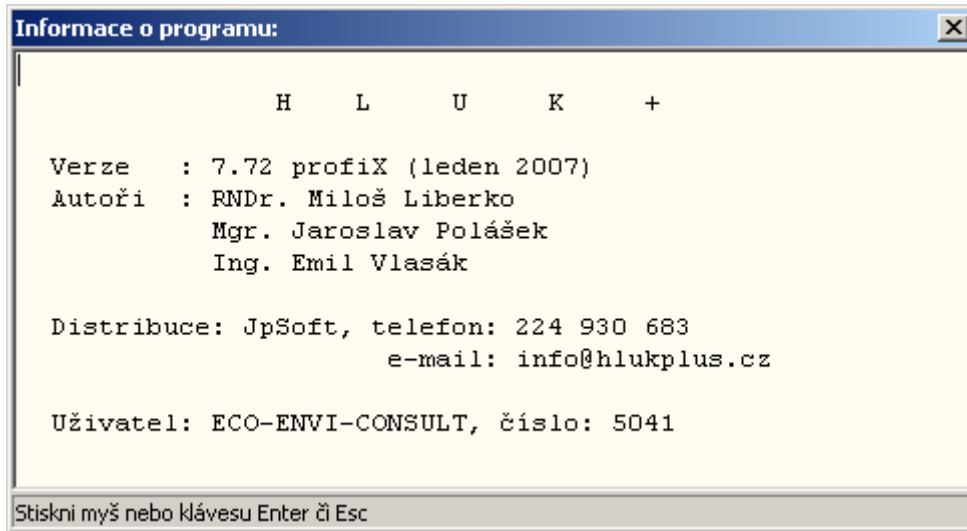 Informace o programu:
H L U K +
Verze : 7.72 profiX (leden 2007)
Autoři : RNDr. Miloš Liberko
Mgr. Jaroslav Polášek
Ing. Emil Vlasák
Distribuce: JpSoft, telefon: 224 930 683
e-mail: info@hlukplus.cz
Uživatel: ECO-ENVI-CONSULT, číslo: 5041
Stiskni myš nebo klávesu Enter či Esc